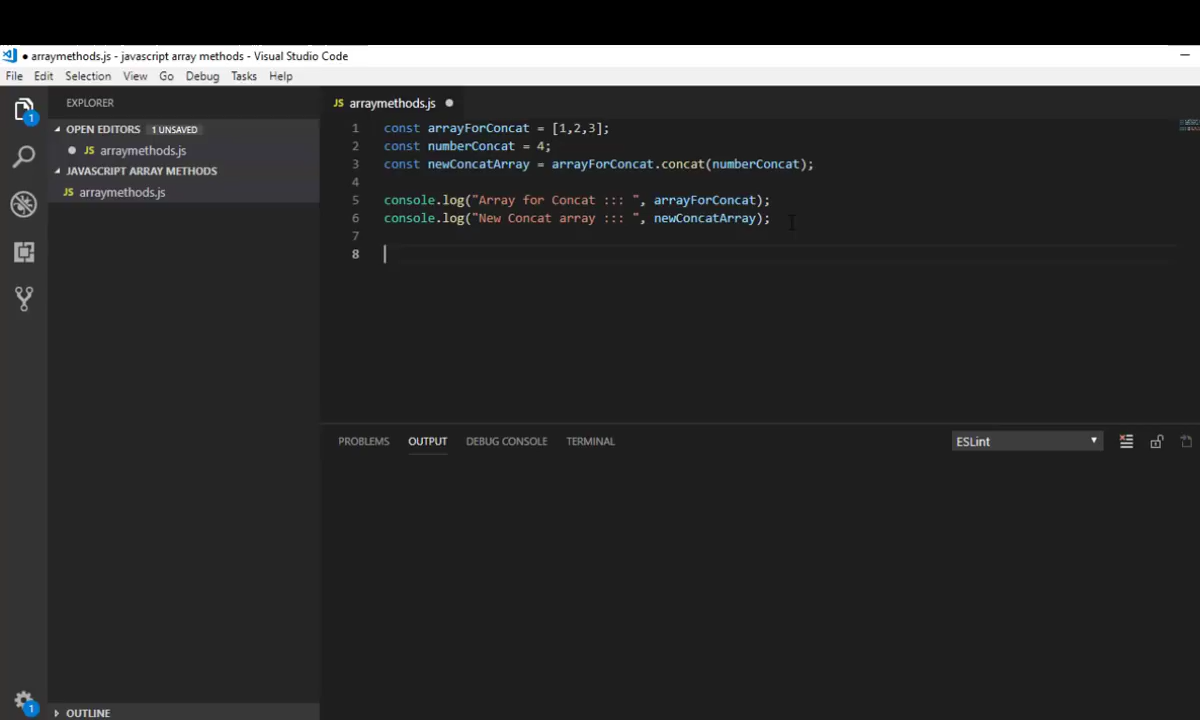 ● arraymethods.js - javascript array methods - Visual Studio Code
File Edit Selection View Go Debug Tasks Help
EXPLORER
OPEN EDITORS 1 UNSAVED
● JS arraymethods.js
JAVASCRIPT ARRAY METHODS
JS arraymethods.js
OUTLINE
1
1
JS arraymethods.js ●
1 const arrayForConcat = [1,2,3];
2 const numberConcat = 4;
3 const newConcatArray = arrayForConcat.concat(numberConcat);
4
5 console.log("Array for Concat ::: ", arrayForConcat);
6 console.log("New Concat array ::: ", newConcatArray);
7
8
PROBLEMS OUTPUT DEBUG CONSOLE TERMINAL ESLint